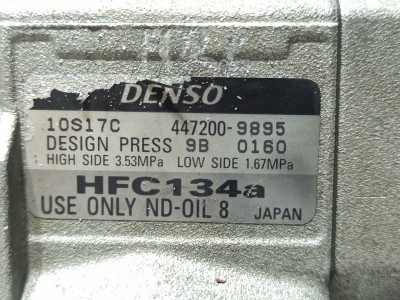 DENSO
10S17C 447200-9895
DESIGN PRESS 9B 0160
HIGH SIDE 3.53MPa LOW SIDE 1.67MPa
HFC134a
USE ONLY ND-OIL 8 JAPAN